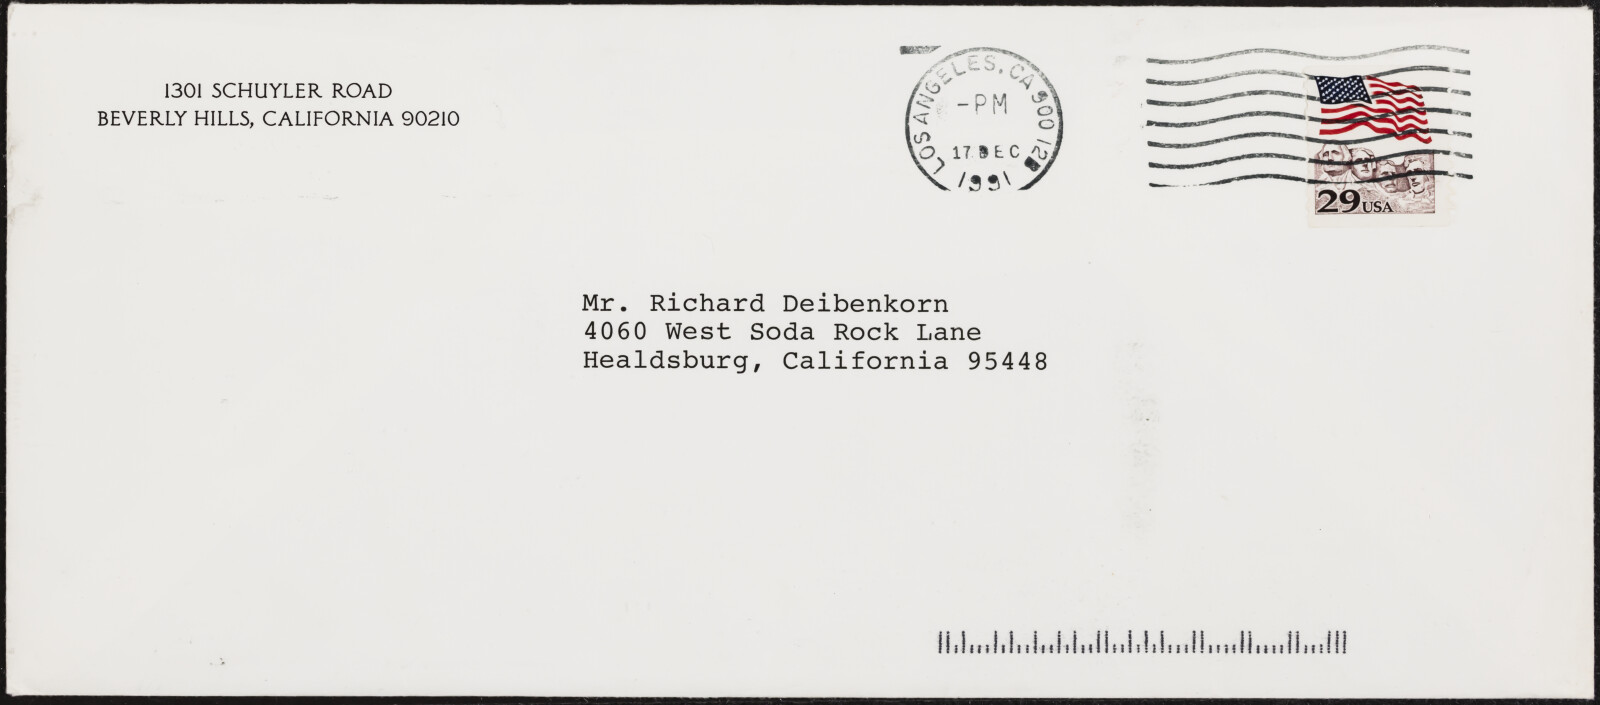 1301 SCHUYLER ROAD
BEVERLY HILLS, CALIFORNIA 90210
LOS ANGELES, CA 900 12
-PM
17 DEC
1991
29 USA
Mr. Richard Deibenkorn
4060 West Soda Rock Lane
Healdsburg, California 95448